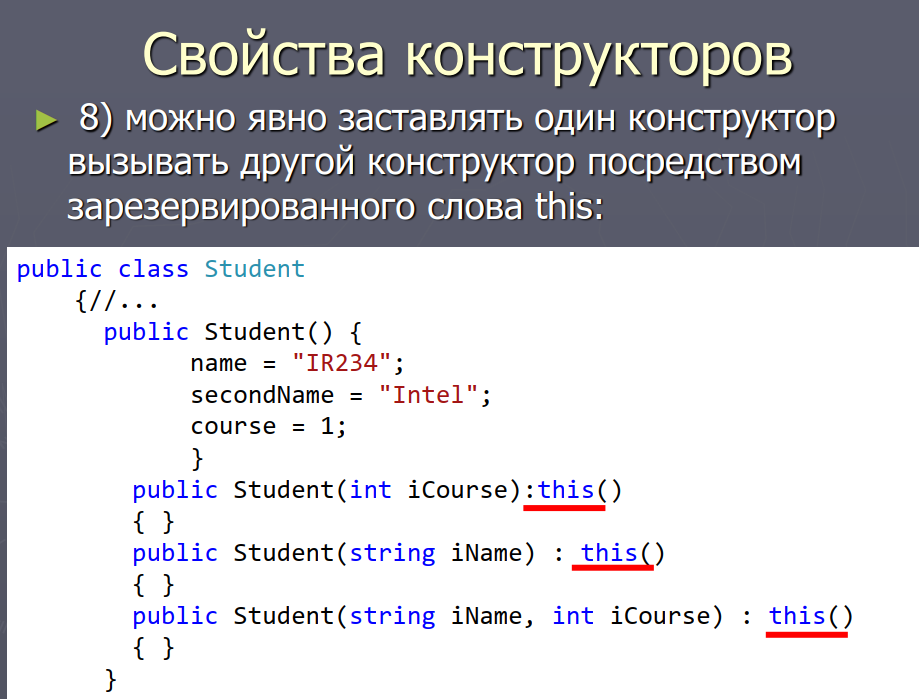 Свойства конструкторов
8) можно явно заставлять один конструктор
вызывать другой конструктор посредством
зарезервированного слова this:
public class Student
{//...
public Student() {
name = "IR234";
secondName = "Intel";
course = 1;
}
public Student(int iCourse):this()
{ }
public Student(string iName) : this()
{ }
public Student(string iName, int iCourse) : this()
{ }
}